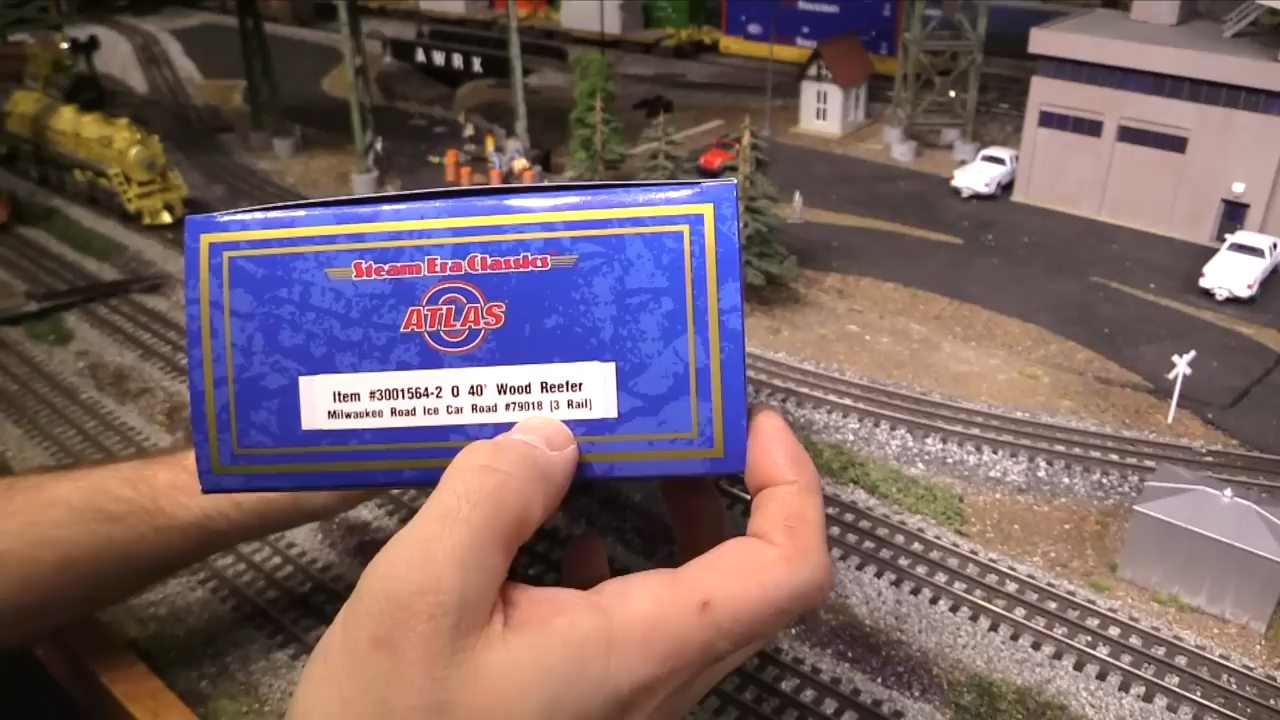 AWRX
Steam Era Classics
ATLAS
O
Item #3001564-2 O 40' Wood Reefer
Milwaukee Road Ice Car Road #79018 [3 Rail]